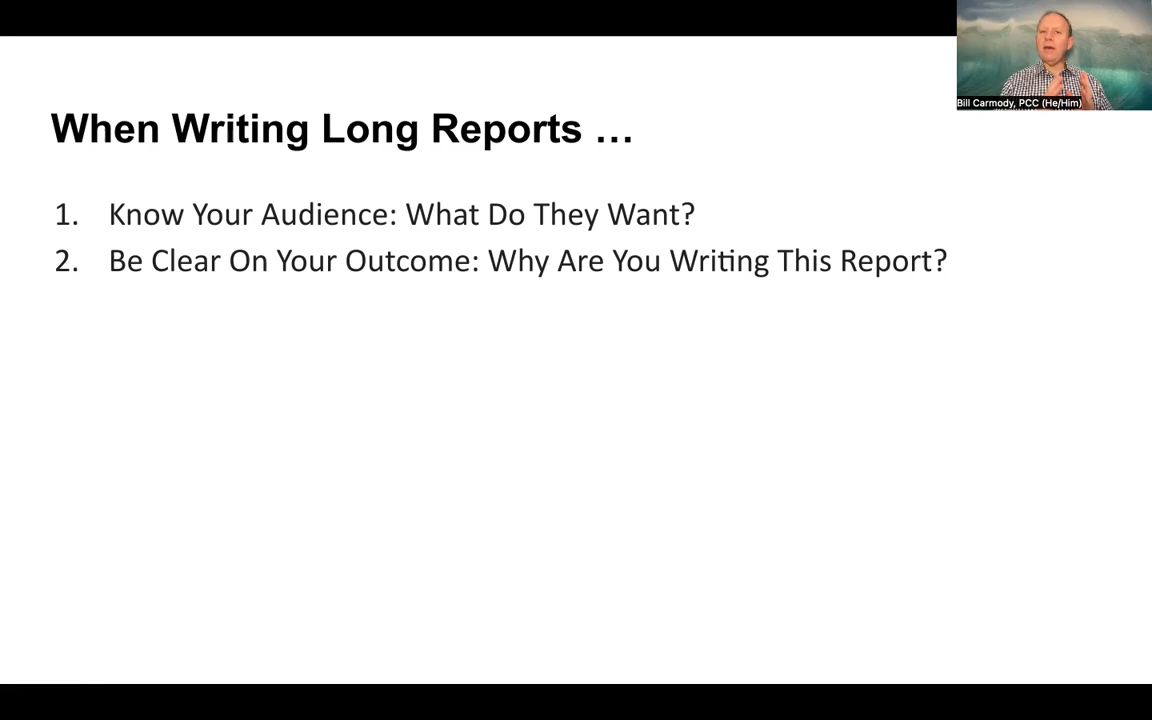 Bill Carmody, PCC (He/Him)
When Writing Long Reports …
1. Know Your Audience: What Do They Want?
2. Be Clear On Your Outcome: Why Are You Writing This Report?